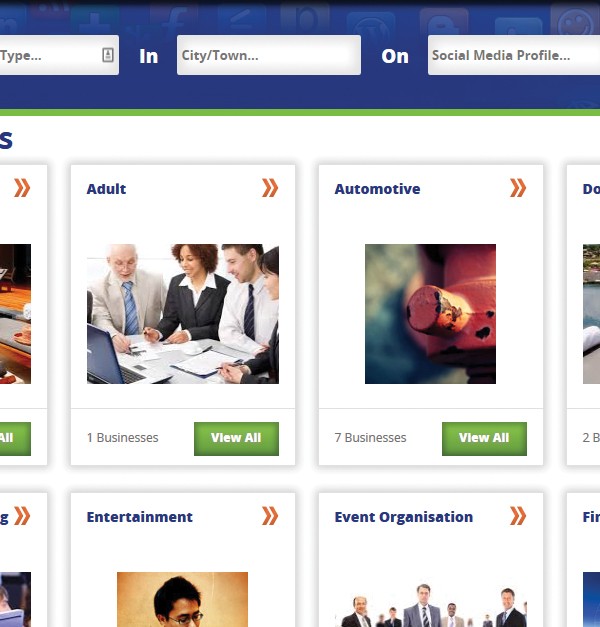 Type... In City/Town... On Social Media Profile...
s
Adult Automotive Do
All 1 Businesses View All 7 Businesses View All 2 B
g Entertainment Event Organisation Fin